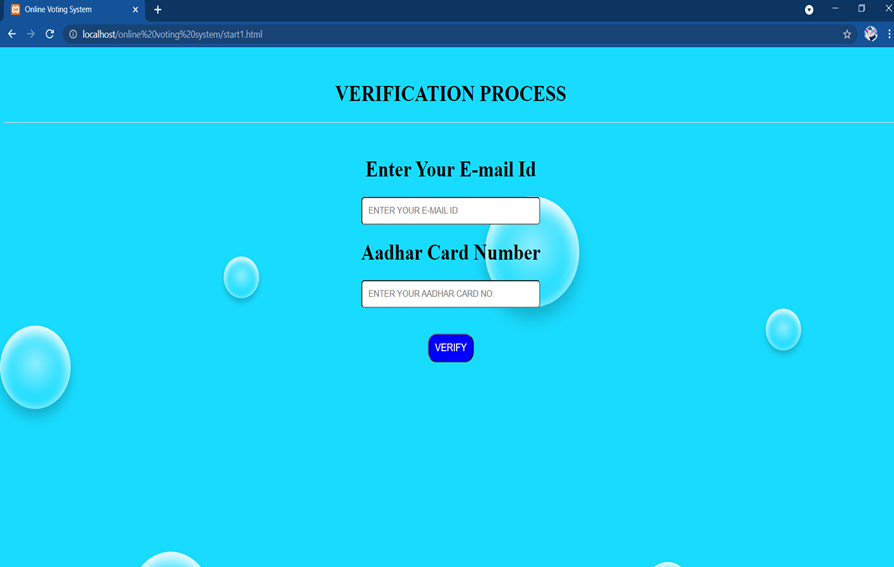 Online Voting System
localhost/online%20voting%20system/start1.html
VERIFICATION PROCESS
Enter Your E-mail Id
ENTER YOUR E-MAIL ID
Aadhar Card Number
ENTER YOUR AADHAR CARD NO.
VERIFY